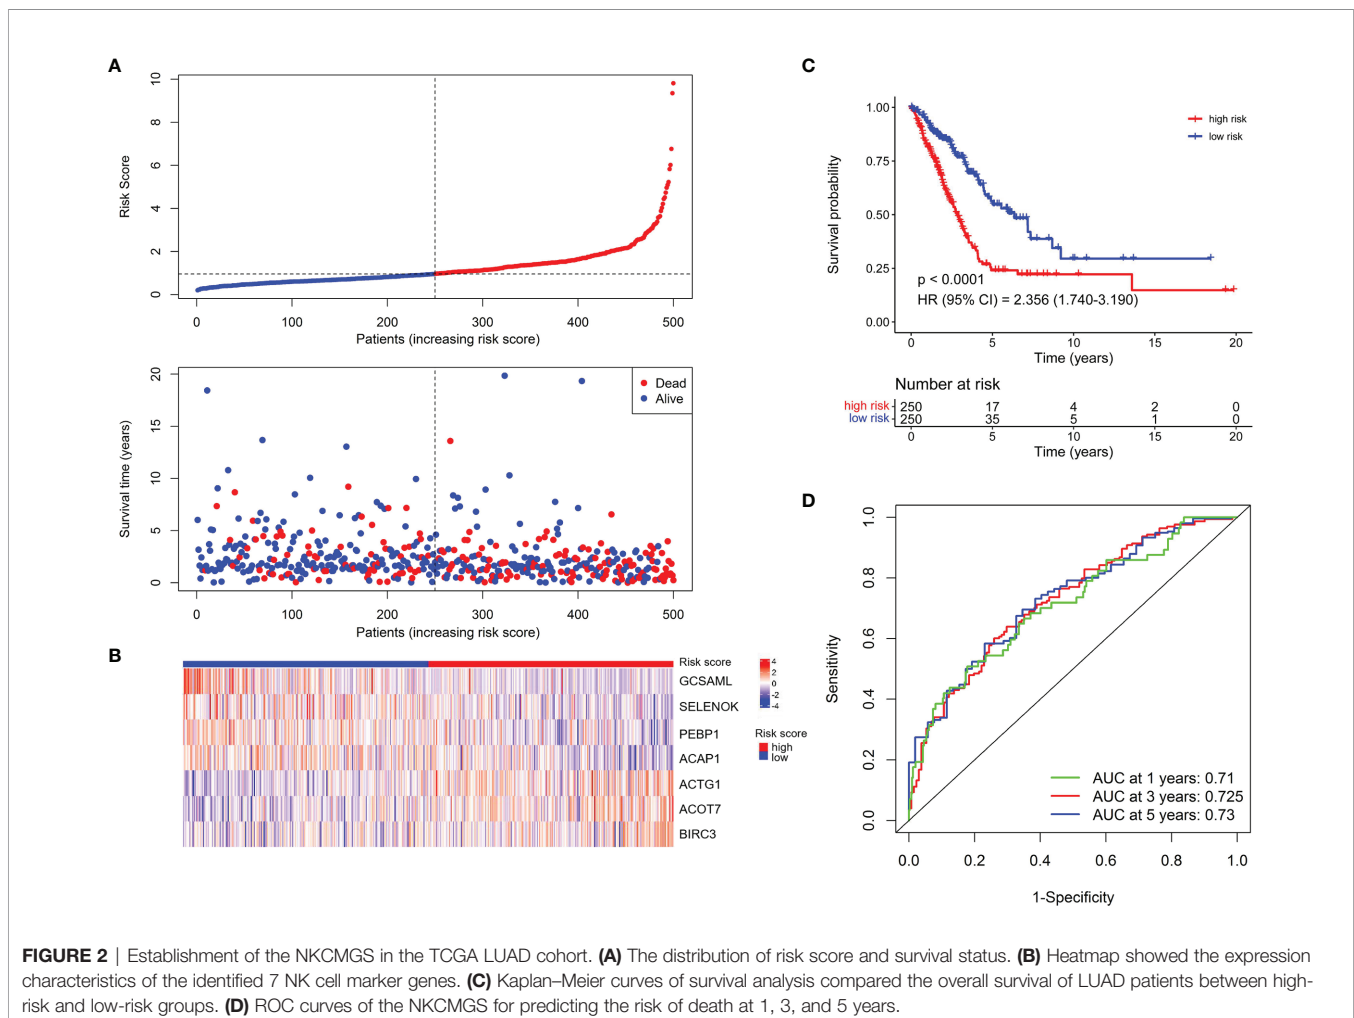 A
Risk Score
10
8
6
4
2
0
0 100 200 300 400 500
Patients (increasing risk score)
Survival time (years)
20
15
10
5
0
Dead
Alive
0 100 200 300 400 500
Patients (increasing risk score)
B
Risk score
GCSAML
SELENOK
PEBP1
ACAP1
ACTG1
ACOT7
BIRC3
4
2
0
-2
-4
Risk score
high
low
C
Survival probability
1.00
0.75
0.50
0.25
0.00
high risk
low risk
p < 0.0001
HR (95% CI) = 2.356 (1.740-3.190)
0 5 10 15 20
Time (years)
Number at risk
high risk 250 17 4 2 0
low risk 250 35 5 1 0
0 5 10 15 20
Time (years)
D
Sensitivity
1.0
0.8
0.6
0.4
0.2
0.0
AUC at 1 years: 0.71
AUC at 3 years: 0.725
AUC at 5 years: 0.73
0.0 0.2 0.4 0.6 0.8 1.0
1-Specificity
FIGURE 2 | Establishment of the NKCMGS in the TCGA LUAD cohort. (A) The distribution of risk score and survival status. (B) Heatmap showed the expression
characteristics of the identified 7 NK cell marker genes. (C) Kaplan–Meier curves of survival analysis compared the overall survival of LUAD patients between high-
risk and low-risk groups. (D) ROC curves of the NKCMGS for predicting the risk of death at 1, 3, and 5 years.